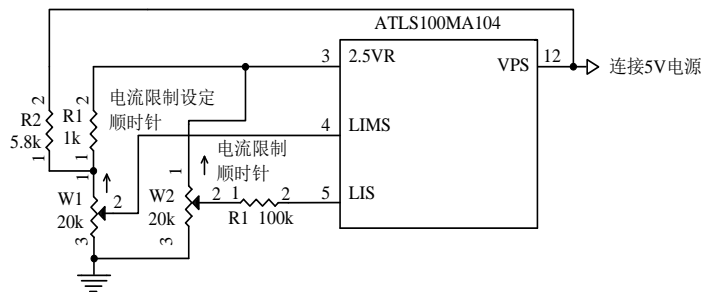 ATLS100MA104
3 2.5VR VPS 12 连接5V电源
2 2 电流限制设定
R2 R1 顺时针
5.8k 1k
4 LIMS
1 1 电流限制
1 1 顺时针
W1 2 W2 2 1 2 5 LIS
20k 20k R1 100k
3 3